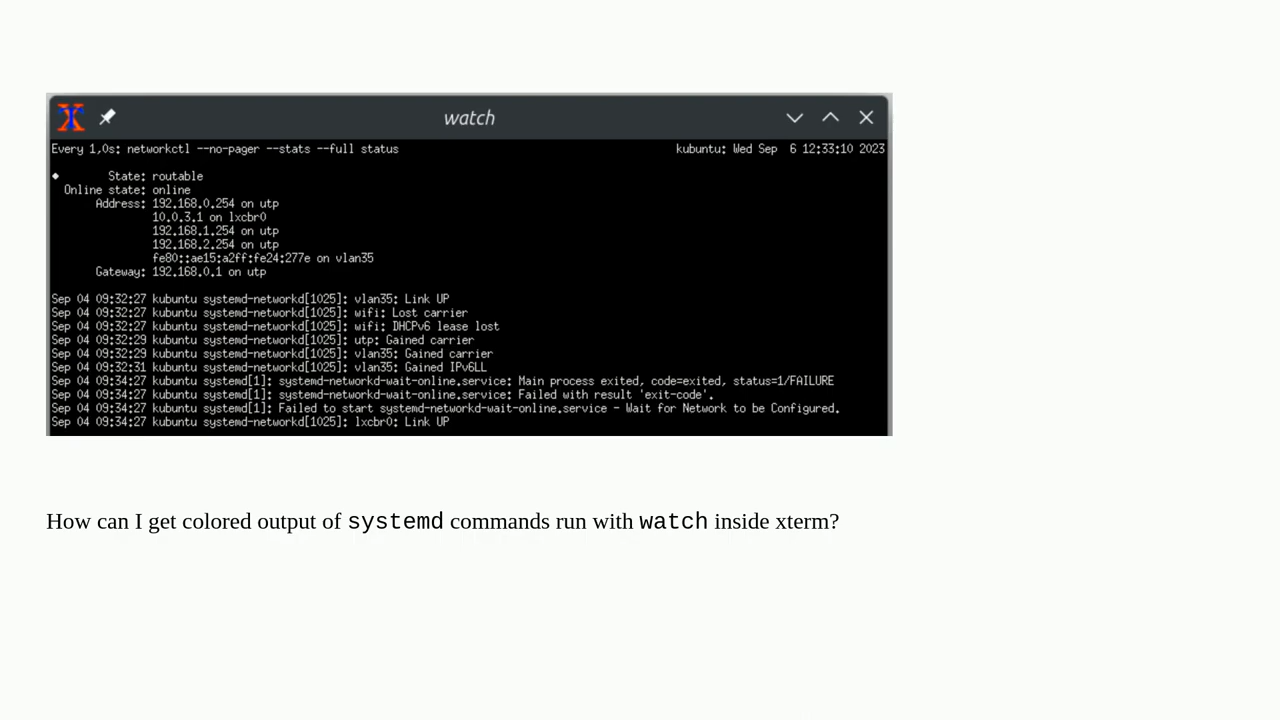 watch
Every 1,0s: networkctl --no-pager --stats --full status kubuntu: Wed Sep 6 12:33:10 2023
◆ State: routable
Online state: online
Address: 192.168.0.254 on utp
10.0.3.1 on lxcbr0
192.168.1.254 on utp
192.168.2.254 on utp
fe80::ae15:a2ff:fe24:277e on vlan35
Gateway: 192.168.0.1 on utp
Sep 04 09:32:27 kubuntu systemd-networkd[1025]: vlan35: Link UP
Sep 04 09:32:27 kubuntu systemd-networkd[1025]: wifi: Lost carrier
Sep 04 09:32:27 kubuntu systemd-networkd[1025]: wifi: DHCPv6 lease lost
Sep 04 09:32:29 kubuntu systemd-networkd[1025]: utp: Gained carrier
Sep 04 09:32:29 kubuntu systemd-networkd[1025]: vlan35: Gained carrier
Sep 04 09:32:31 kubuntu systemd-networkd[1025]: vlan35: Gained IPv6LL
Sep 04 09:34:27 kubuntu systemd[1]: systemd-networkd-wait-online.service: Main process exited, code=exited, status=1/FAILURE
Sep 04 09:34:27 kubuntu systemd[1]: systemd-networkd-wait-online.service: Failed with result 'exit-code'.
Sep 04 09:34:27 kubuntu systemd[1]: Failed to start systemd-networkd-wait-online.service - Wait for Network to be Configured.
Sep 04 09:34:27 kubuntu systemd-networkd[1025]: lxcbr0: Link UP
How can I get colored output of systemd commands run with watch inside xterm?